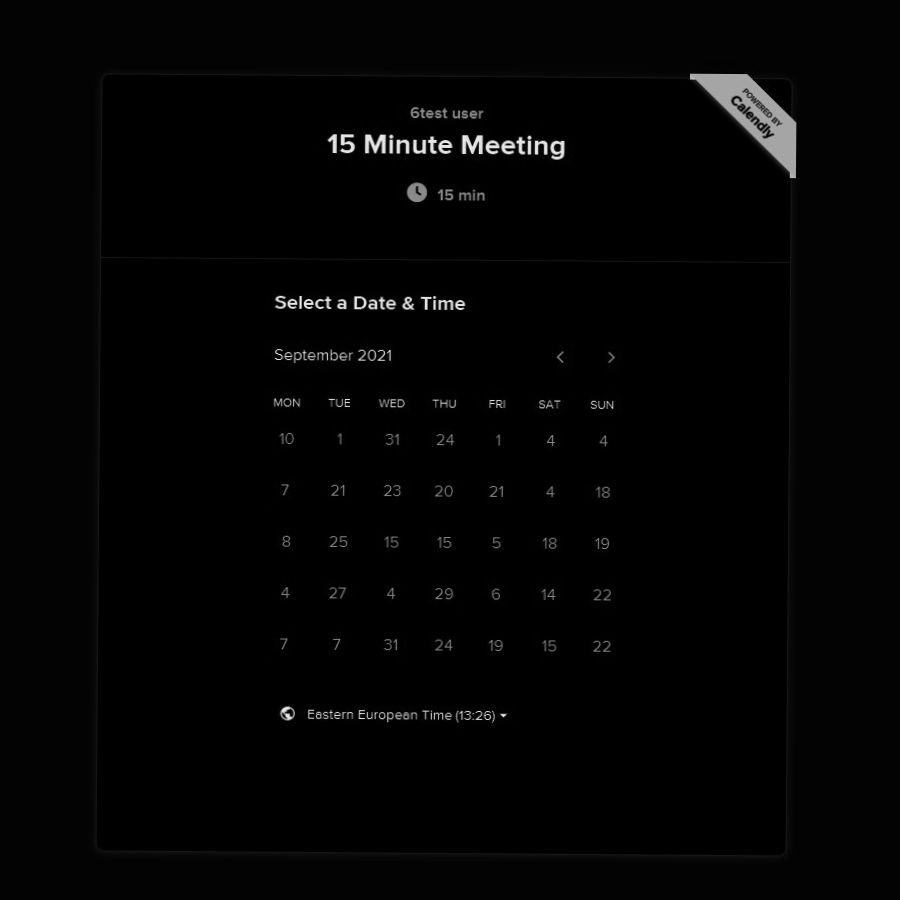 POWERED BY
Calendly
6test user
15 Minute Meeting
15 min
Select a Date & Time
September 2021
MON TUE WED THU FRI SAT SUN
10 1 31 24 1 4 4
7 21 23 20 21 4 18
8 25 15 15 5 18 19
4 27 4 29 6 14 22
7 7 31 24 19 15 22
Eastern European Time (13:26)